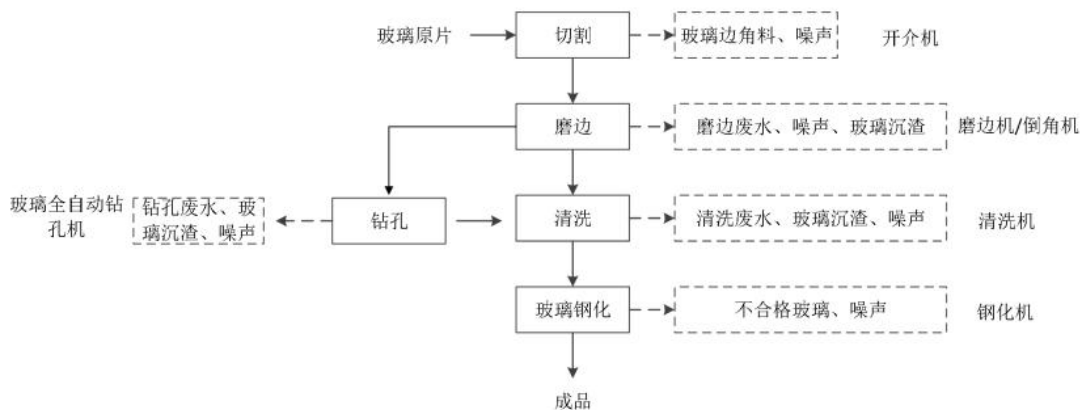 玻璃原片
切割
玻璃边角料、噪声
开介机
磨边
磨边废水、噪声、玻璃沉渣
磨边机/倒角机
玻璃全自动钻
孔机
钻孔废水、玻
璃沉渣、噪声
钻孔
清洗
清洗废水、玻璃沉渣、噪声
清洗机
玻璃钢化
不合格玻璃、噪声
钢化机
成品